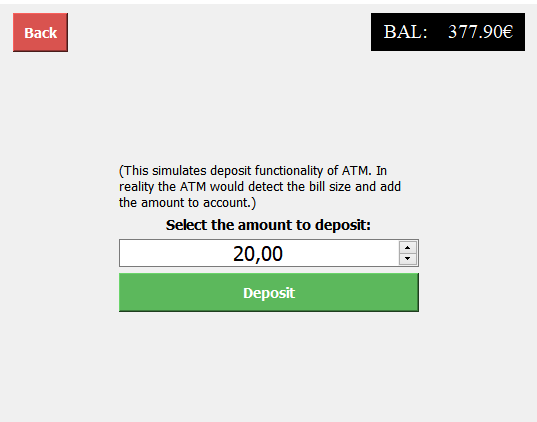 Back
BAL: 377.90€
(This simulates deposit functionality of ATM. In
reality the ATM would detect the bill size and add
the amount to account.)
Select the amount to deposit:
20,00
Deposit